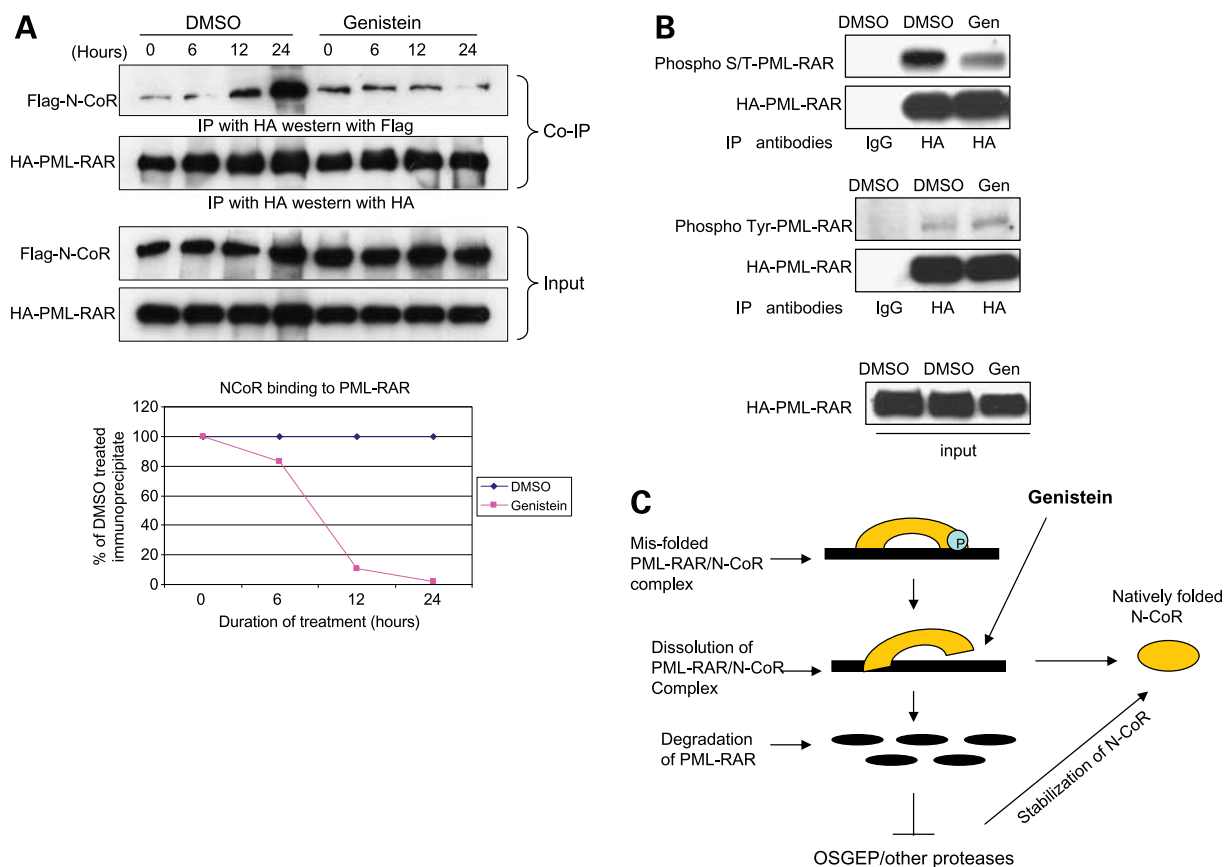 A
DMSO Genistein
(Hours) 0 6 12 24 0 6 12 24
Flag-N-CoR
IP with HA western with Flag
Co-IP
HA-PML-RAR
IP with HA western with HA
Flag-N-CoR
Input
HA-PML-RAR
NCoR binding to PML-RAR
% of DMSO treated
immunoprecipitate
120
100
80
60
40
20
0
0 6 12 24
Duration of treatment (hours)
DMSO
Genistein
B
DMSO DMSO Gen
Phospho S/T-PML-RAR
HA-PML-RAR
IP antibodies IgG HA HA
DMSO DMSO Gen
Phospho Tyr-PML-RAR
HA-PML-RAR
IP antibodies IgG HA HA
DMSO DMSO Gen
HA-PML-RAR
input
C
Genistein
Mis-folded
PML-RAR/N-CoR
complex
P
Natively folded
N-CoR
Dissolution of
PML-RAR/N-CoR
Complex
Degradation
of PML-RAR
Stabilization of N-CoR
OSGEP/other proteases